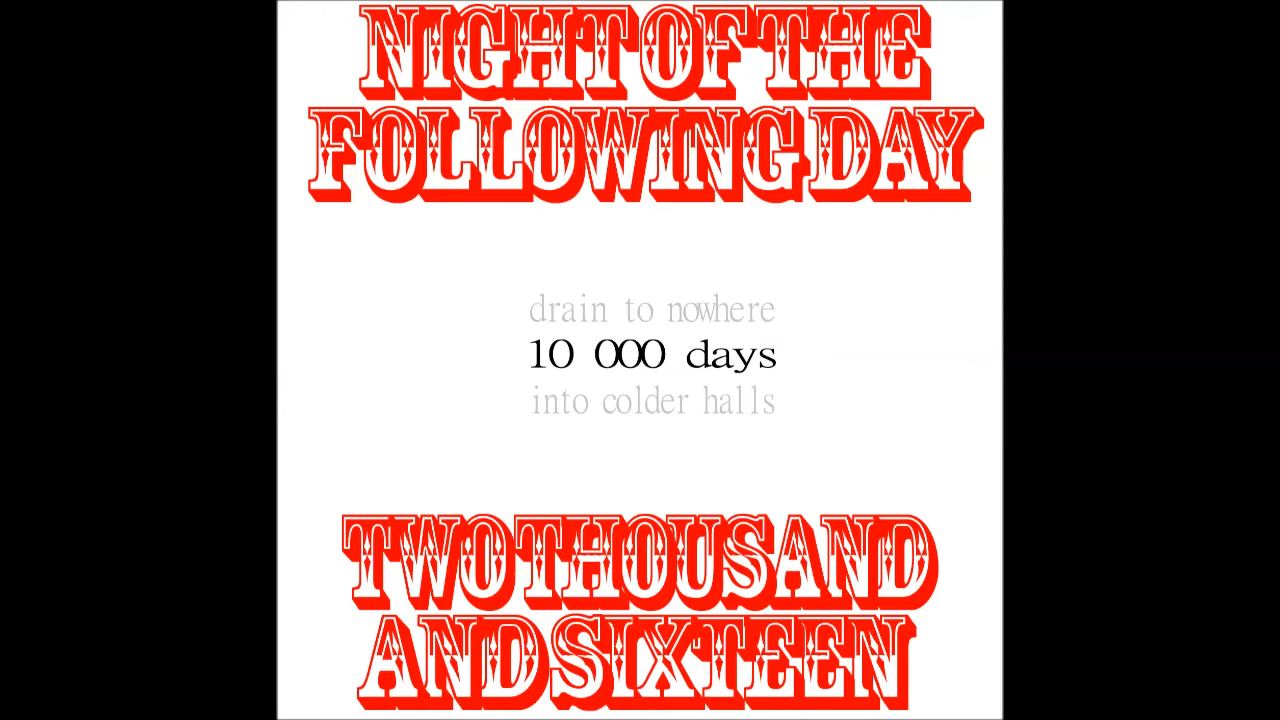 NIGHT OF THE
FOLLOWING DAY
drain to nowhere
10 000 days
into colder halls
TWO THOUSAND
AND SIXTEEN